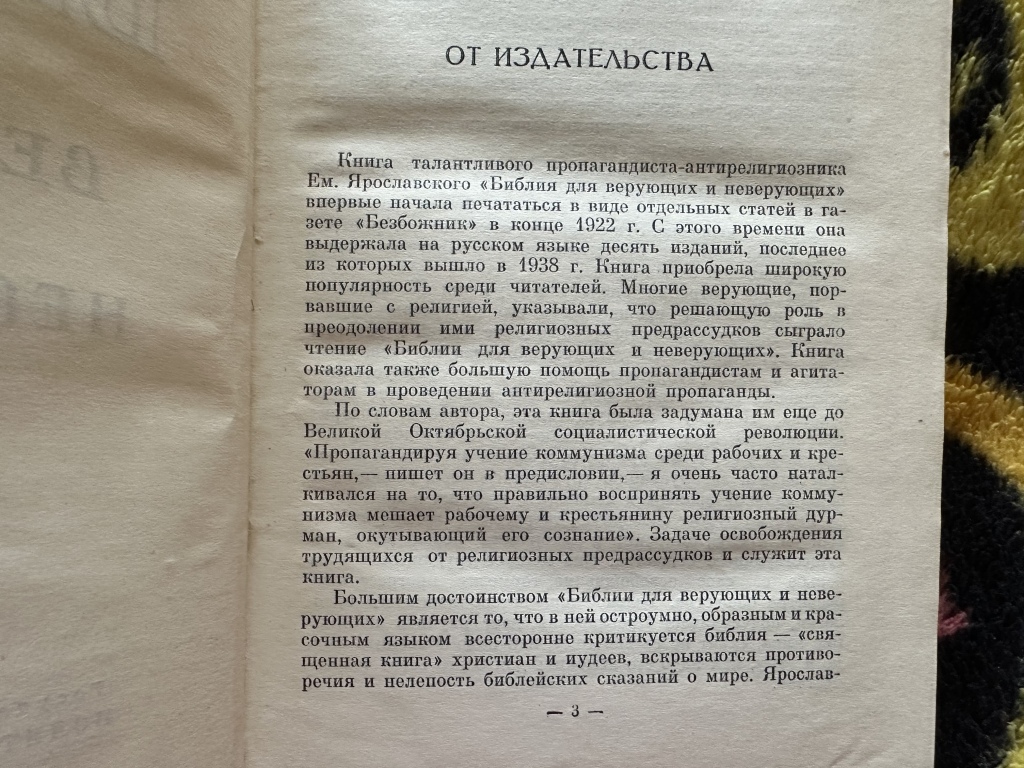 ОТ ИЗДАТЕЛЬСТВА
Книга талантливого пропагандиста-антирелигиозника
Ем. Ярославского «Библия для верующих и неверующих»
впервые начала печататься в виде отдельных статей в га-
зете «Безбожник» в конце 1922 г. С этого времени она
выдержала на русском языке десять изданий, последнее
из которых вышло в 1938 г. Книга приобрела широкую
популярность среди читателей. Многие верующие, пор-
вавшие с религией, указывали, что решающую роль в
преодолении ими религиозных предрассудков сыграло
чтение «Библии для верующих и неверующих». Книга
оказала также большую помощь пропагандистам и агита-
торам в проведении антирелигиозной пропаганды.
По словам автора, эта книга была задумана им еще до
Великой Октябрьской социалистической революции.
«Пропагандируя учение коммунизма среди рабочих и кре-
стьян,— пишет он в предисловии,— я очень часто натал-
кивался на то, что правильно воспринять учение комму-
низма мешает рабочему и крестьянину религиозный дур-
ман, окутывающий его сознание». Задаче освобождения
трудящихся от религиозных предрассудков и служит эта
книга.
Большим достоинством «Библии для верующих и неве-
рующих» является то, что в ней остроумно, образным и кра-
сочным языком всесторонне критикуется библия — «свя-
щенная книга» христиан и иудеев, вскрываются противо-
речия и нелепость библейских сказаний о мире. Ярослав-
— 3 —